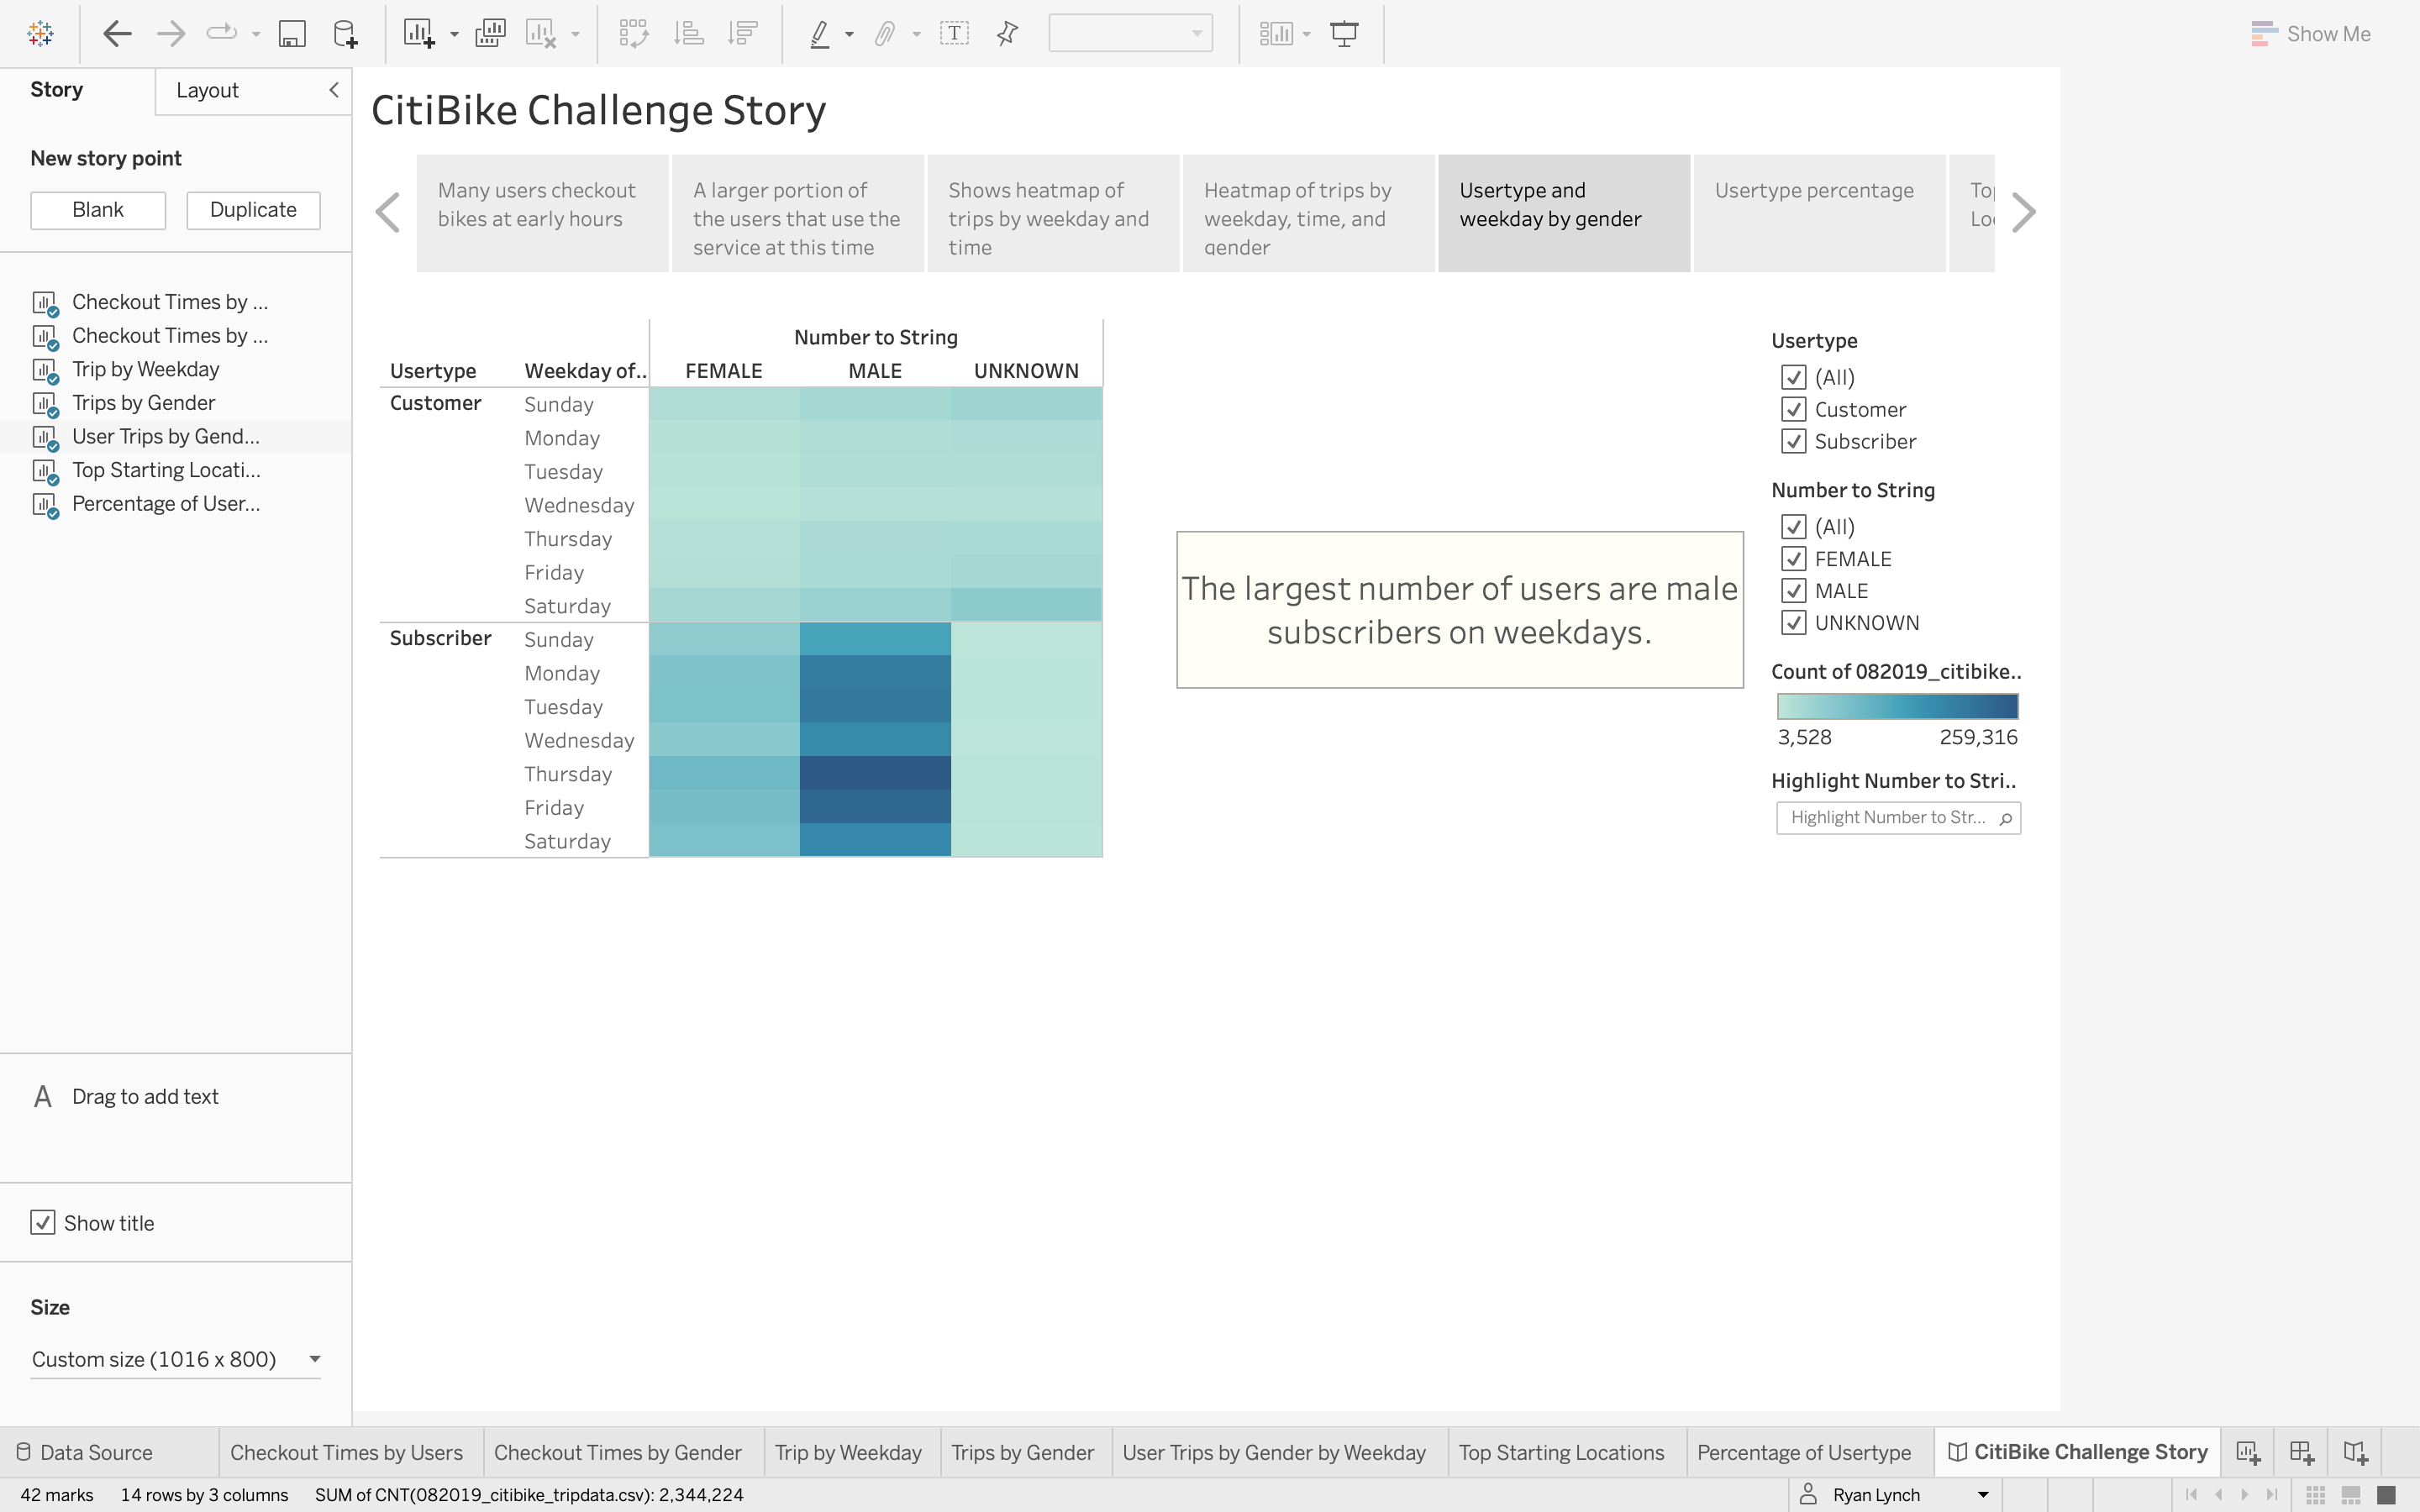 Show Me
Story
Layout
New story point
Blank
Duplicate
Checkout Times by ...
Checkout Times by ...
Trip by Weekday
Trips by Gender
User Trips by Gend...
Top Starting Locati...
Percentage of User...
A Drag to add text
Show title
Size
Custom size (1016 x 800)
CitiBike Challenge Story
Many users checkout
bikes at early hours
A larger portion of
the users that use the
service at this time
Shows heatmap of
trips by weekday and
time
Heatmap of trips by
weekday, time, and
gender
Usertype and
weekday by gender
Usertype percentage
Number to String
Usertype Weekday of.. FEMALE MALE UNKNOWN
Customer Sunday
Monday
Tuesday
Wednesday
Thursday
Friday
Saturday
Subscriber Sunday
Monday
Tuesday
Wednesday
Thursday
Friday
Saturday
The largest number of users are male
subscribers on weekdays.
Usertype
(All)
Customer
Subscriber
Number to String
(All)
FEMALE
MALE
UNKNOWN
Count of 082019_citibike..
3,528 259,316
Highlight Number to Stri..
Highlight Number to Str...
Data Source Checkout Times by Users Checkout Times by Gender Trip by Weekday Trips by Gender User Trips by Gender by Weekday Top Starting Locations Percentage of Usertype CitiBike Challenge Story
42 marks 14 rows by 3 columns SUM of CNT(082019_citibike_tripdata.csv): 2,344,224 Ryan Lynch